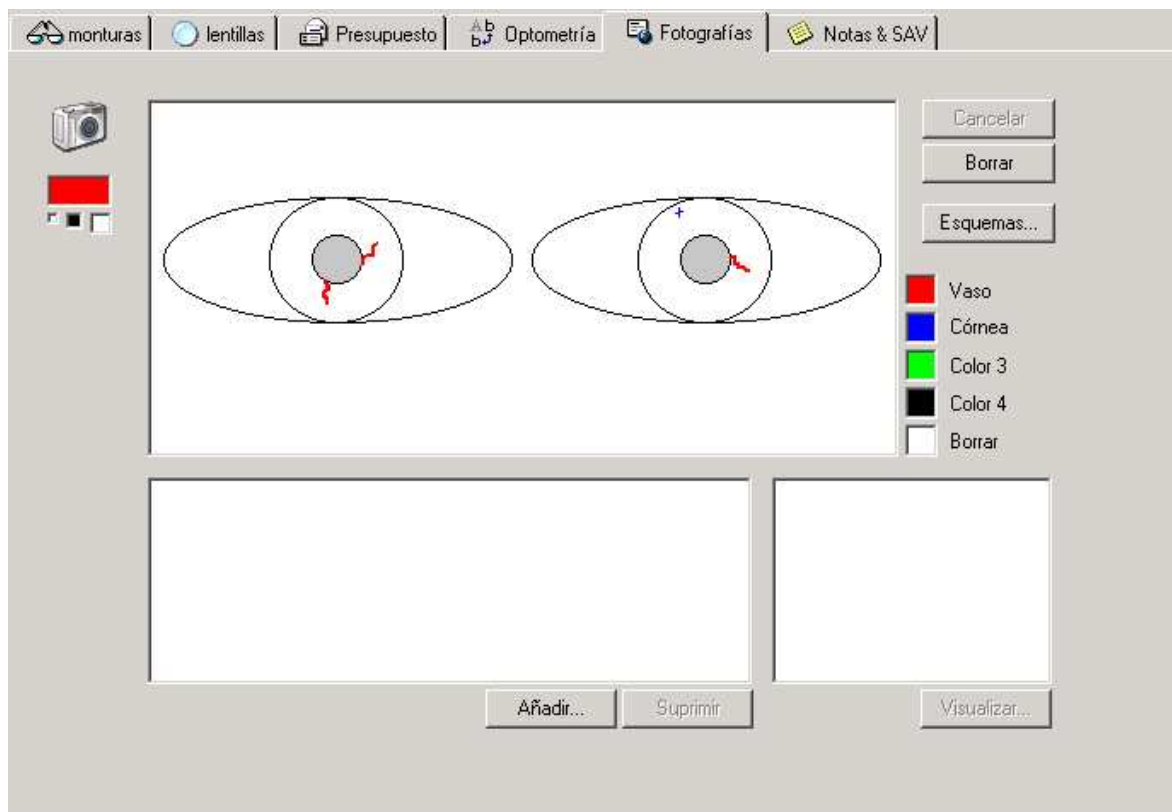 monturas lentillas Presupuesto Optometría Fotografías Notas & SAV
Cancelar
Borrar
Esquemas...
Vaso
Córnea
Color 3
Color 4
Borrar
Añadir... Suprimir Visualizar...